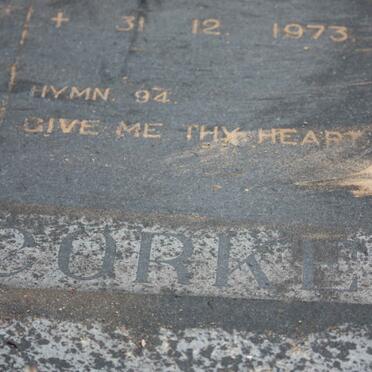 + 31 12. 1973.
HYMN. 94.
GIVE ME THY HEART
CORKE